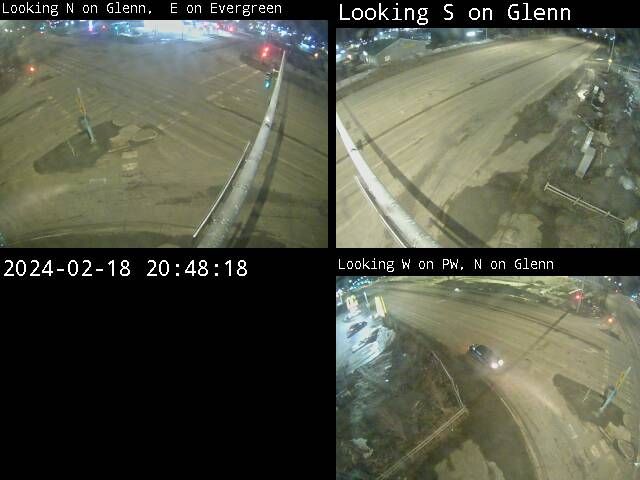 Looking N on Glenn,  E on Evergreen
Looking S on Glenn
2024-02-18 20:48:18
Looking W on PW, N on Glenn